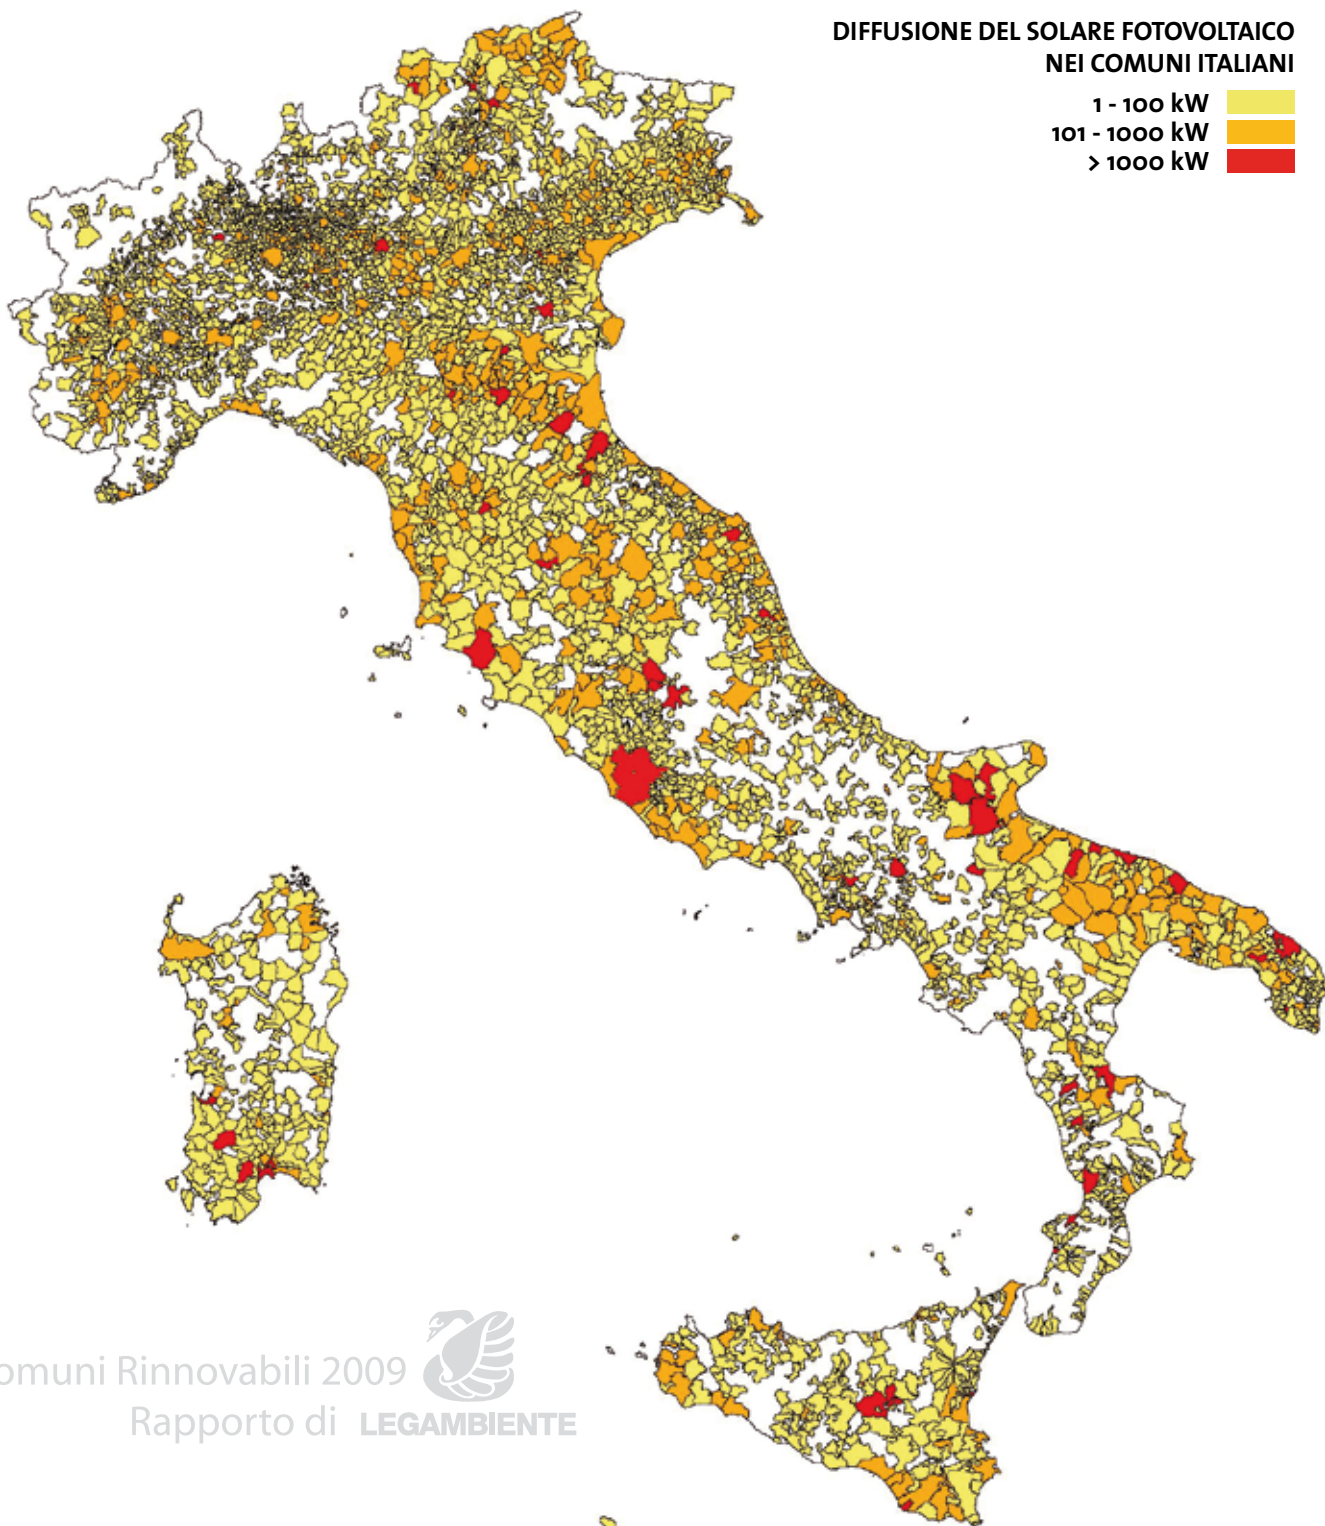 DIFFUSIONE DEL SOLARE FOTOVOLTAICO
NEI COMUNI ITALIANI
1 - 100 kW
101 - 1000 kW
> 1000 kW
omuni Rinnovabili 2009
Rapporto di LEGAMBIENTE